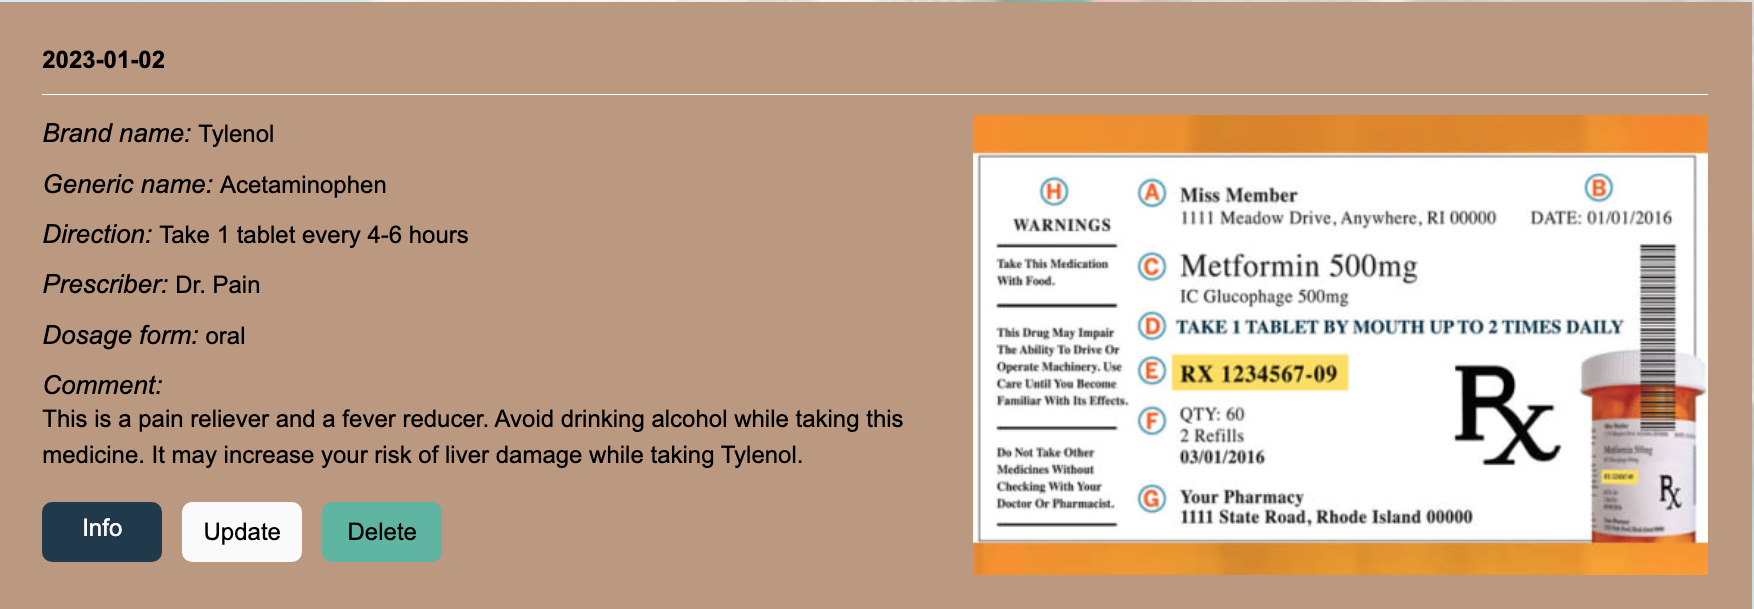 2023-01-02
Brand name: Tylenol
Generic name: Acetaminophen
Direction: Take 1 tablet every 4-6 hours
Prescriber: Dr. Pain
Dosage form: oral
Comment:
This is a pain reliever and a fever reducer. Avoid drinking alcohol while taking this
medicine. It may increase your risk of liver damage while taking Tylenol.
Info
Update
Delete
H
WARNINGS
Take This Medication
With Food.
This Drug May Impair
The Ability To Drive Or
Operate Machinery. Use
Care Until You Become
Familiar With Its Effects.
Do Not Take Other
Medicines Without
Checking With Your
Doctor Or Pharmacist.
A Miss Member
1111 Meadow Drive, Anywhere, RI 00000
B
DATE: 01/01/2016
C Metformin 500mg
IC Glucophage 500mg
D TAKE 1 TABLET BY MOUTH UP TO 2 TIMES DAILY
E RX 1234567-09
F QTY: 60
2 Refills
03/01/2016
G Your Pharmacy
1111 State Road, Rhode Island 00000
Rx
Metformin 500mg
RX 1234567-09
Rx